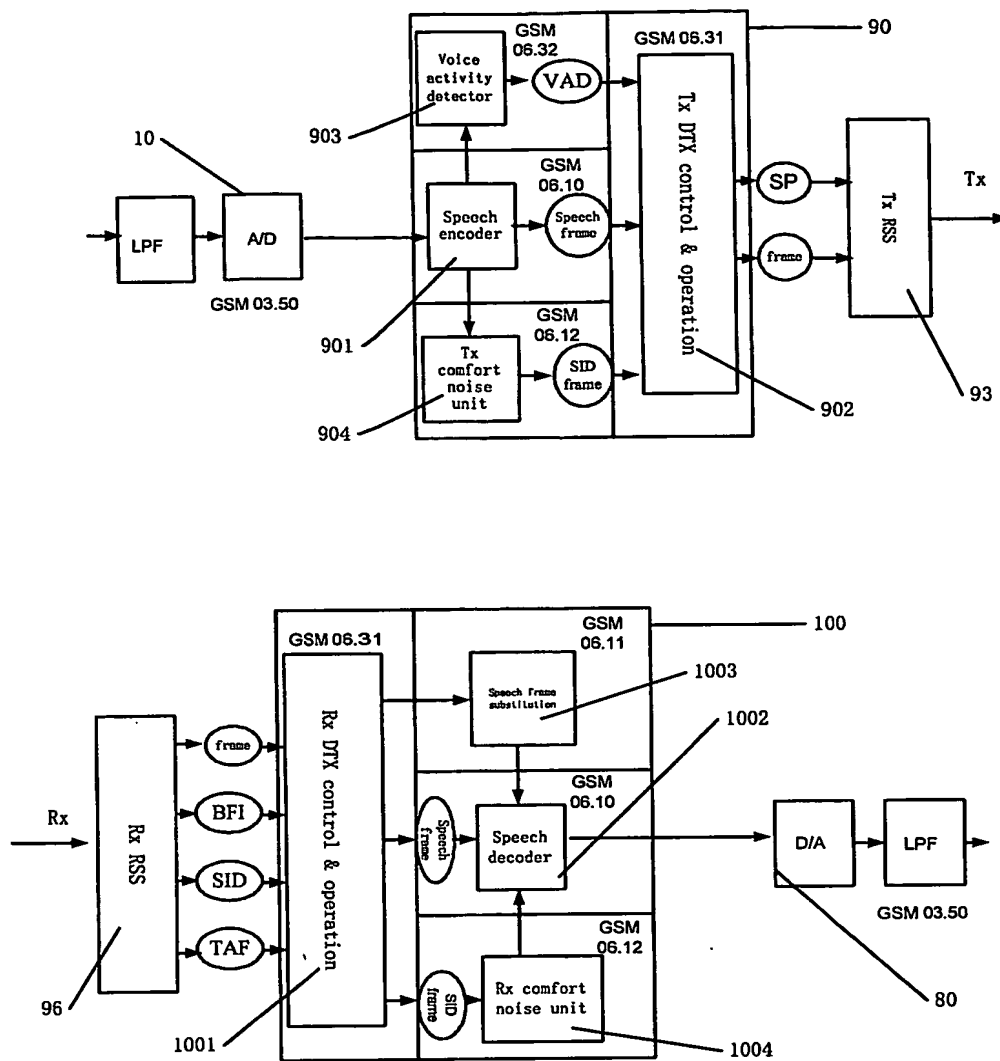 GSM
06.32
GSM 06.31
90
Voice
activity
detector
VAD
903
10
GSM
06.10
LPF
A/D
Speech
encoder
Speech
frame
Tx DTX control & operation
SP
frame
Tx RSS
Tx
GSM 03.50
901
GSM
06.12
Tx
comfort
noise
unit
SID
frame
904
902
93
GSM 06.31
GSM
06.11
100
Speech frame
substitution
1003
1002
Rx
Rx RSS
frame
BFI
SID
TAF
Rx DTX control & operation
GSM
06.10
Speech
frame
Speech
decoder
D/A
LPF
GSM 03.50
GSM
06.12
SID
frame
Rx comfort
noise unit
96
1001
1004
80